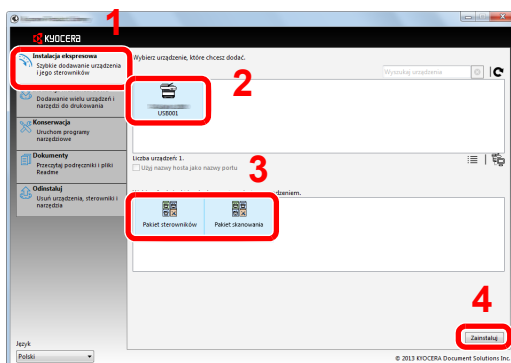 1
KYOCERA
Instalacja ekspresowa
Szybkie dodawanie urządzenia
i jego sterowników
Dodawanie wielu urządzeń i
narzędzi do drukowania
Konserwacja
Uruchom programy
narzędziowe
Dokumenty
Przeczytaj podręczniki i pliki
Readme
Odinstaluj
Usuń urządzenia, sterowniki i
narzędzia
Język
Polski
Wybierz urządzenie, które chcesz dodać.
Wyszukaj urządzenie
2
USB001
Liczba urządzeń: 1.
Użyj nazwy hosta jako nazwy portu
3
urządzeniem.
Pakiet sterowników
Pakiet skanowania
4
Zainstaluj
© 2013 KYOCERA Document Solutions Inc.